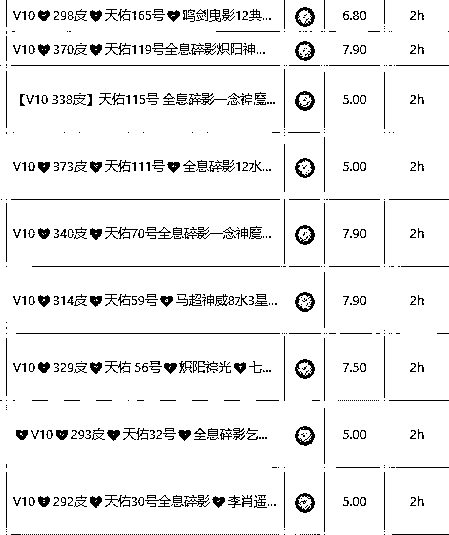 V10♥298皮♥天佑165号♥鸣剑曳影12典... 6.80 2h
V10♥370皮♥天佑119号全息碎影炽阳神... 7.90 2h
【V10 338皮】天佑115号 全息碎影一念神魔... 5.00 2h
V10♥373皮♥天佑111号♥全息碎影12水... 5.00 2h
V10♥340皮♥天佑70号全息碎影一念神魔... 7.90 2h
V10♥314皮♥天佑59号♥马超神威8水3星... 7.90 2h
V10♥329皮♥天佑 56号♥炽阳神光♥七... 7.50 2h
♥V10♥293皮♥天佑32号♥全息碎影乞... 5.00 2h
V10♥292皮♥天佑30号全息碎影♥李肖遥... 5.00 2h